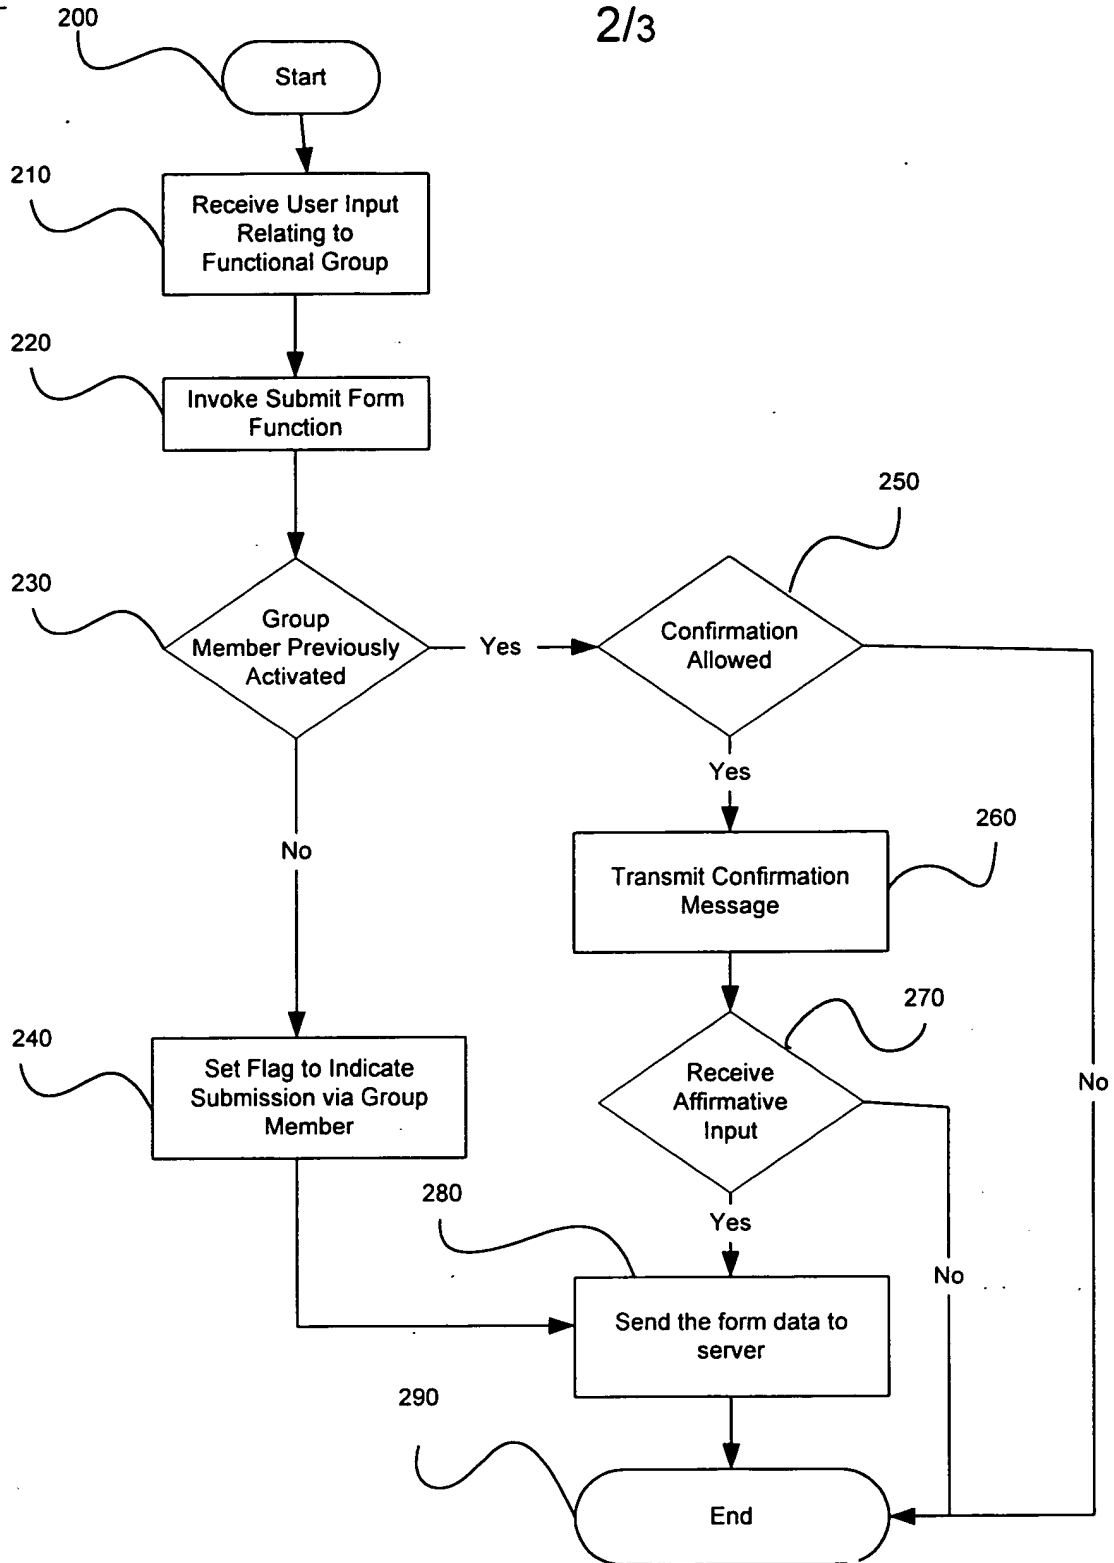 200
2/3
Start
210
Receive User Input
Relating to
Functional Group
220
Invoke Submit Form
Function
250
230
Group
Member Previously
Activated
Yes
Confirmation
Allowed
Yes
260
No
Transmit Confirmation
Message
270
240
Set Flag to Indicate
Submission via Group
Member
Receive
Affirmative
Input
No
280
Yes
No
Send the form data to
server
290
End